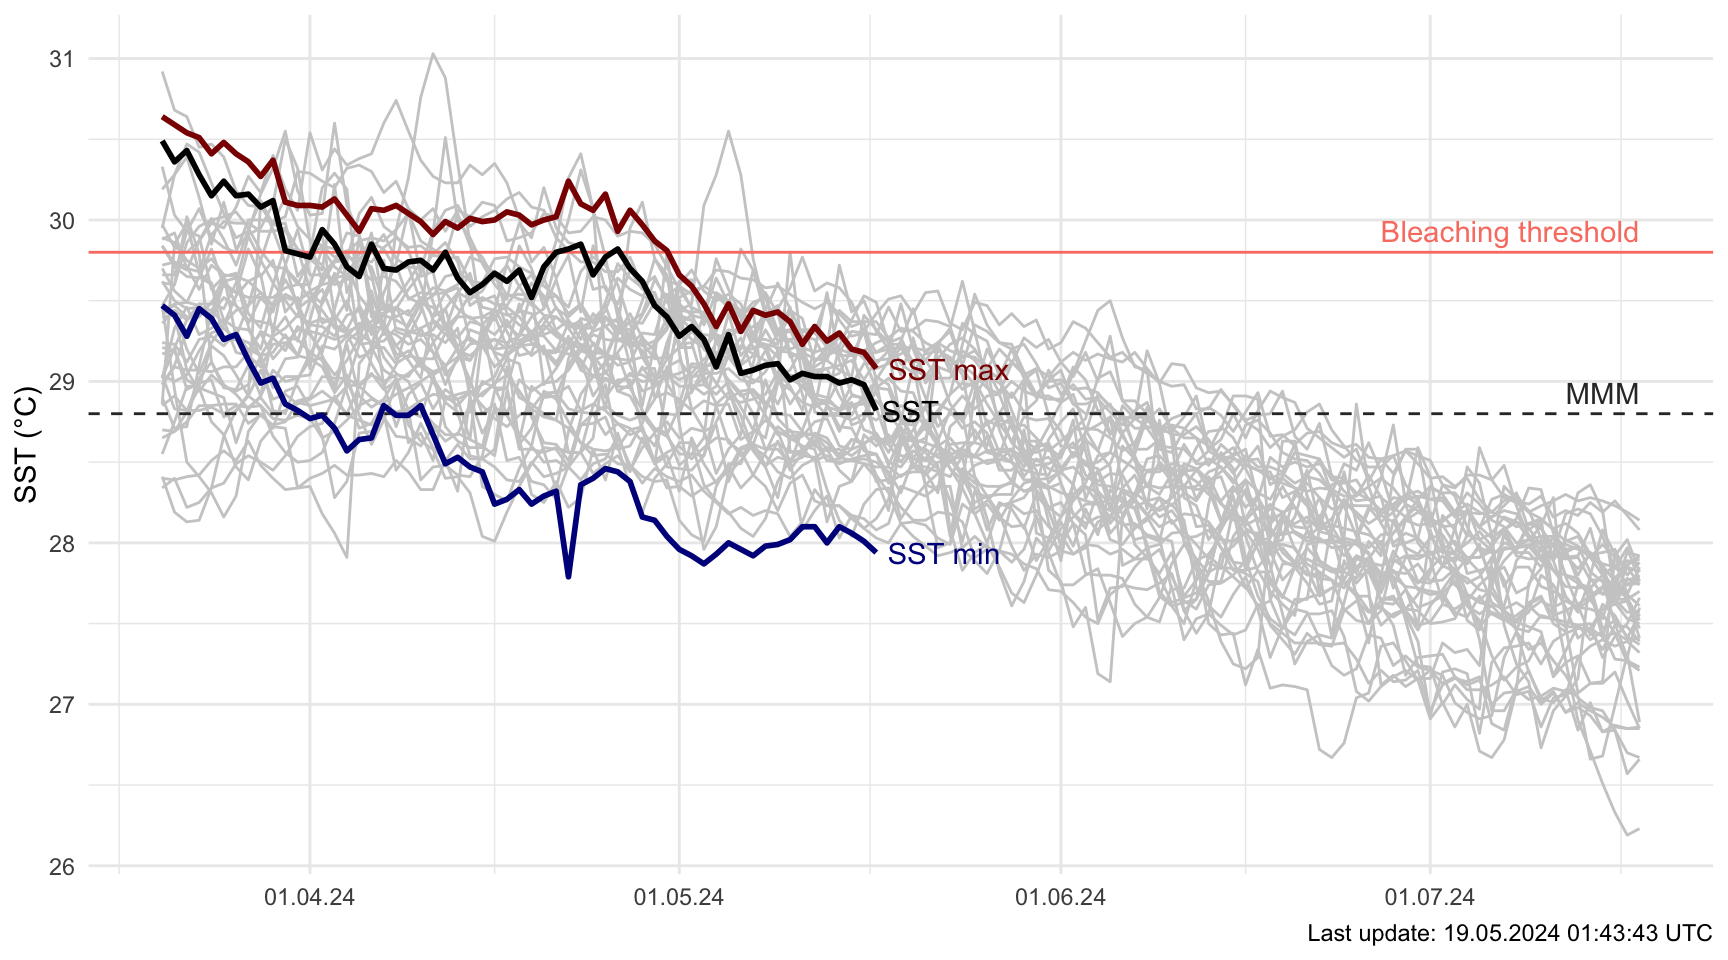 31
30
29
28
27
26
SST (°C)
Bleaching threshold
MMM
SST max
SST
SST min
01.04.24 01.05.24 01.06.24 01.07.24
Last update: 19.05.2024 01:43:43 UTC